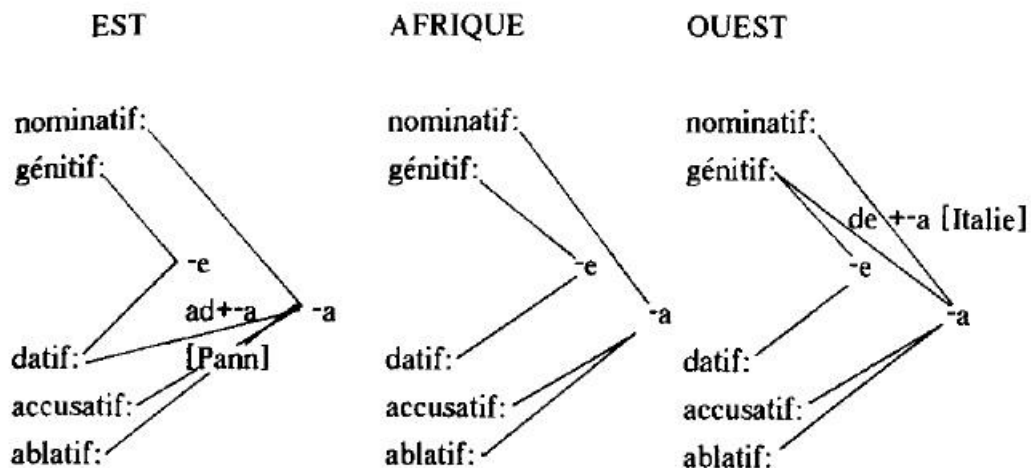 EST AFRIQUE OUEST
nominatif: nominatif: nominatif:
génitif: génitif: génitif:
de +-a [Italie]
-e -e -e
ad+-a -a -a -a
datif: [Pann] datif: datif:
accusatif: accusatif: accusatif:
ablatif: ablatif: ablatif: